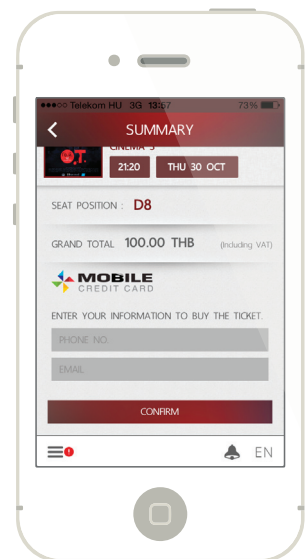 Telekom HU 3G 13:57 73%
SUMMARY
CINEMA 3
21:20 THU 30 OCT
SEAT POSITION : D8
GRAND TOTAL 100.00 THB (Including VAT)
MOBILE
CREDIT CARD
ENTER YOUR INFORMATION TO BUY THE TICKET.
PHONE NO.
EMAIL
CONFIRM
EN